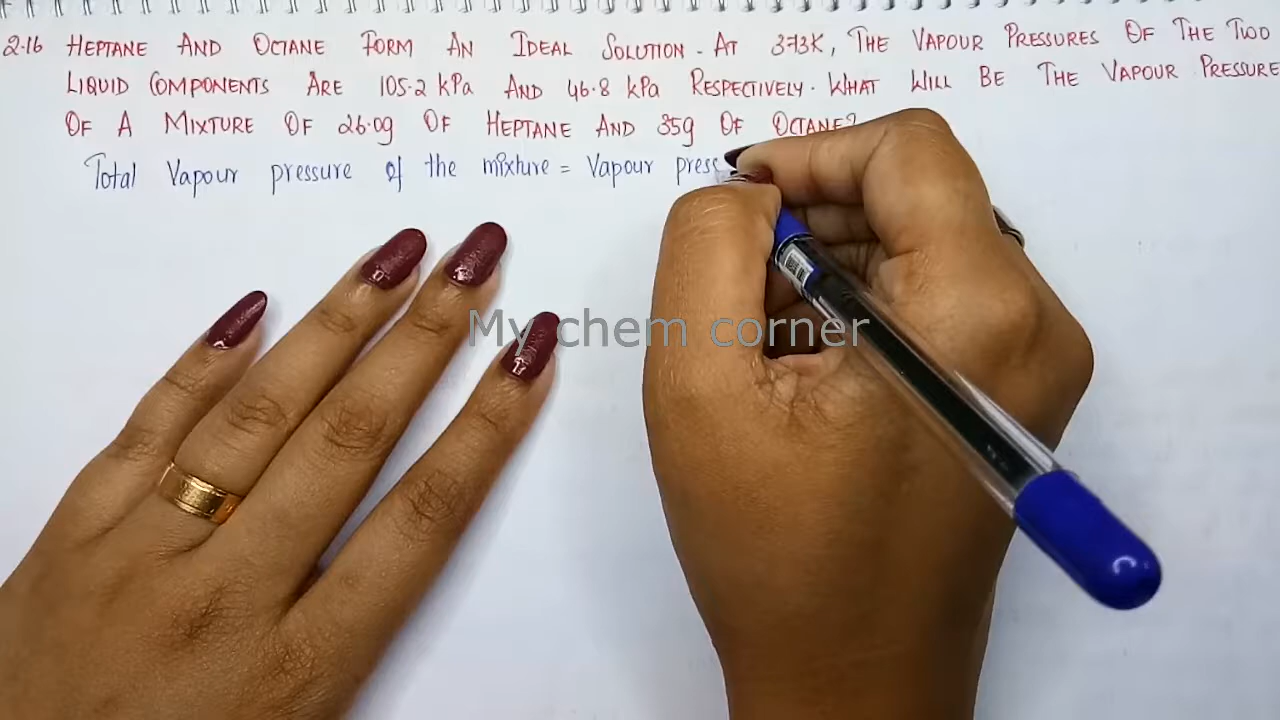 2.16 HEPTANE AND OCTANE FORM AN IDEAL SOLUTION. AT 373K, THE VAPOUR PRESSURES OF THE TWO
LIQUID COMPONENTS ARE 105.2 kPa AND 46.8 kPa RESPECTIVELY. WHAT WILL BE THE VAPOUR PRESSURE
OF A MIXTURE OF 26.0g OF HEPTANE AND 35g OF OCTANE?
Total Vapour pressure of the mixture = Vapour press
My chem corner